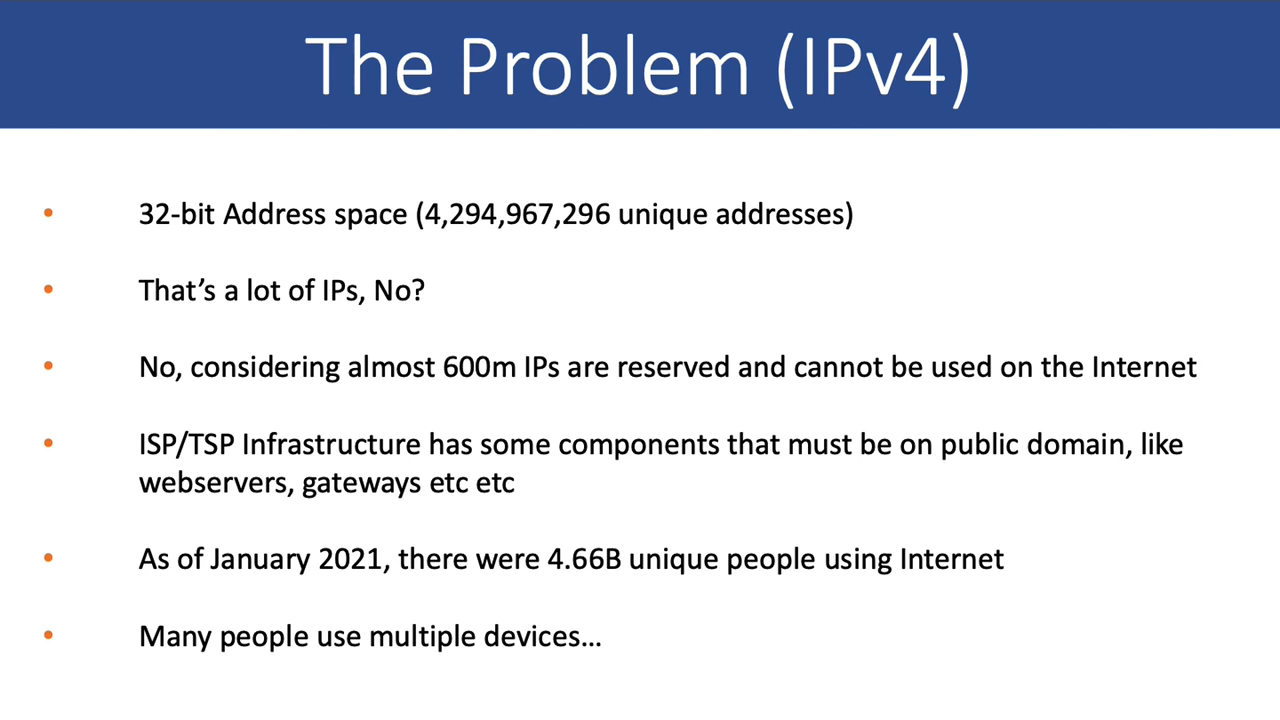 The Problem (IPv4)
• 32-bit Address space (4,294,967,296 unique addresses)
• That’s a lot of IPs, No?
• No, considering almost 600m IPs are reserved and cannot be used on the Internet
• ISP/TSP Infrastructure has some components that must be on public domain, like
webservers, gateways etc etc
• As of January 2021, there were 4.66B unique people using Internet
• Many people use multiple devices…